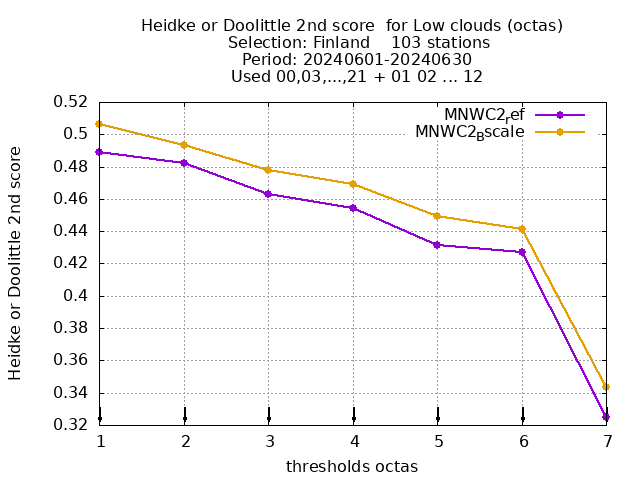 Heidke or Doolittle 2nd score  for Low clouds (octas)
Selection: Finland    103 stations
Period: 20240601-20240630
Used 00,03,...,21 + 01 02 ... 12
MNWC2ref
MNWC2Bscale
Heidke or Doolittle 2nd score
0.52
0.5
0.48
0.46
0.44
0.42
0.4
0.38
0.36
0.34
0.32
1 2 3 4 5 6 7
thresholds octas